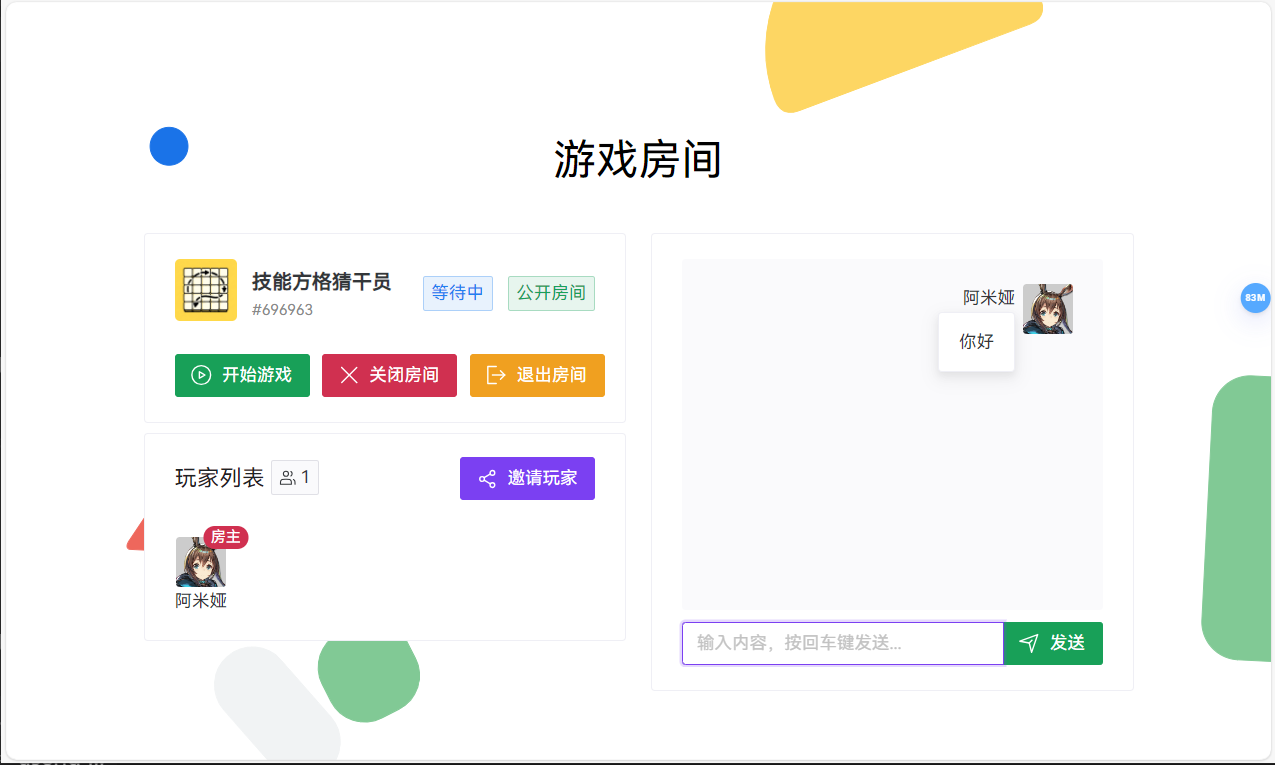 游戏房间
技能方格猜干员
#696963
等待中
公开房间
开始游戏
关闭房间
退出房间
玩家列表
1
邀请玩家
房主
阿米娅
阿米娅
你好
输入内容，按回车键发送...
发送
83M